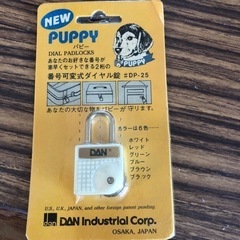 NEW
PUPPY
パピー
DIAL PADLOCKS
あなたのお好きな番号が
素早くセットできる2桁の
番号可変式ダイヤル錠 #DP-25
PUPPY
あなたの大切な物をパピーが守ります。
カラーは6色
ホワイト
レッド
グリーン
ブルー
ブラウン
ブラック
DAN
U.S., U.K., JAPAN, and other foreign patent pending.
DAN Industrial Corp.
OSAKA, JAPAN